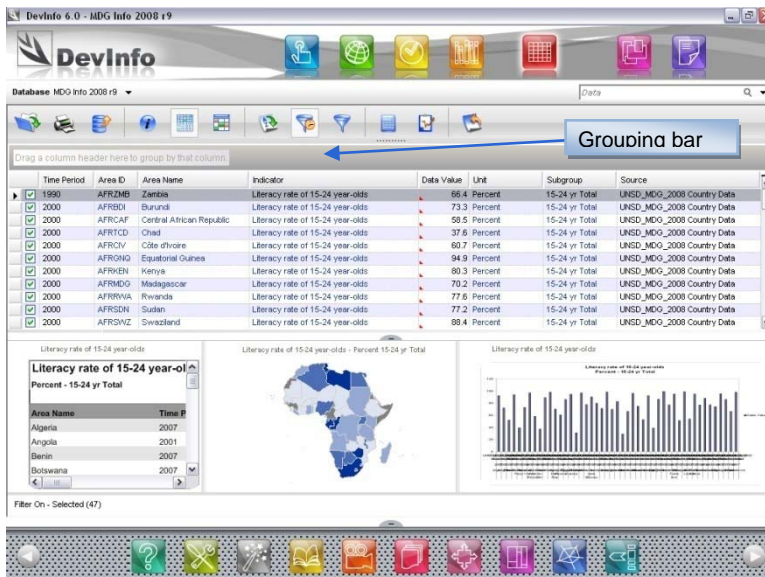 DevInfo 6.0 - MDG Info 2008 r9
DevInfo
Database MDG Info 2008 r9
Data
Grouping bar
Drag a column header here to group by that column.
Time Period Area ID Area Name Indicator Data Value Unit Subgroup Source
1990 AFRZMB Zambia Literacy rate of 15-24 year-olds 66.4 Percent 15-24 yr Total UNSD_MDG_2008 Country Data
2000 AFRBDI Burundi Literacy rate of 15-24 year-olds 73.3 Percent 15-24 yr Total UNSD_MDG_2008 Country Data
2000 AFRCAF Central African Republic Literacy rate of 15-24 year-olds 58.5 Percent 15-24 yr Total UNSD_MDG_2008 Country Data
2000 AFRTCD Chad Literacy rate of 15-24 year-olds 37.6 Percent 15-24 yr Total UNSD_MDG_2008 Country Data
2000 AFRCIV Côte d'Ivoire Literacy rate of 15-24 year-olds 60.7 Percent 15-24 yr Total UNSD_MDG_2008 Country Data
2000 AFRGNQ Equatorial Guinea Literacy rate of 15-24 year-olds 94.9 Percent 15-24 yr Total UNSD_MDG_2008 Country Data
2000 AFRKEN Kenya Literacy rate of 15-24 year-olds 80.3 Percent 15-24 yr Total UNSD_MDG_2008 Country Data
2000 AFRMDG Madagascar Literacy rate of 15-24 year-olds 70.2 Percent 15-24 yr Total UNSD_MDG_2008 Country Data
2000 AFRRWA Rwanda Literacy rate of 15-24 year-olds 77.6 Percent 15-24 yr Total UNSD_MDG_2008 Country Data
2000 AFRSDN Sudan Literacy rate of 15-24 year-olds 77.2 Percent 15-24 yr Total UNSD_MDG_2008 Country Data
2000 AFRSWZ Swaziland Literacy rate of 15-24 year-olds 88.4 Percent 15-24 yr Total UNSD_MDG_2008 Country Data
Literacy rate of 15-24 year-olds
Literacy rate of 15-24 year-ol
Percent - 15-24 yr Total
Area Name Time P
Algeria 2007
Angola 2001
Benin 2007
Botswana 2007
Literacy rate of 15-24 year-olds - Percent 15-24 yr Total
Literacy rate of 15-24 year-olds
Literacy rate of 15-24 year-olds
Percent - 15-24 yr Total
Filter On - Selected (47)